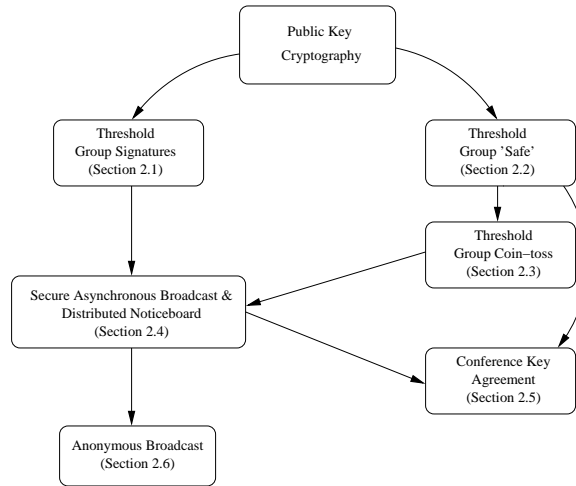 Public Key
Cryptography
Threshold
Group Signatures
(Section 2.1)
Threshold
Group 'Safe'
(Section 2.2)
Threshold
Group Coin−toss
(Section 2.3)
Secure Asynchronous Broadcast &
Distributed Noticeboard
(Section 2.4)
Conference Key
Agreement
(Section 2.5)
Anonymous Broadcast
(Section 2.6)